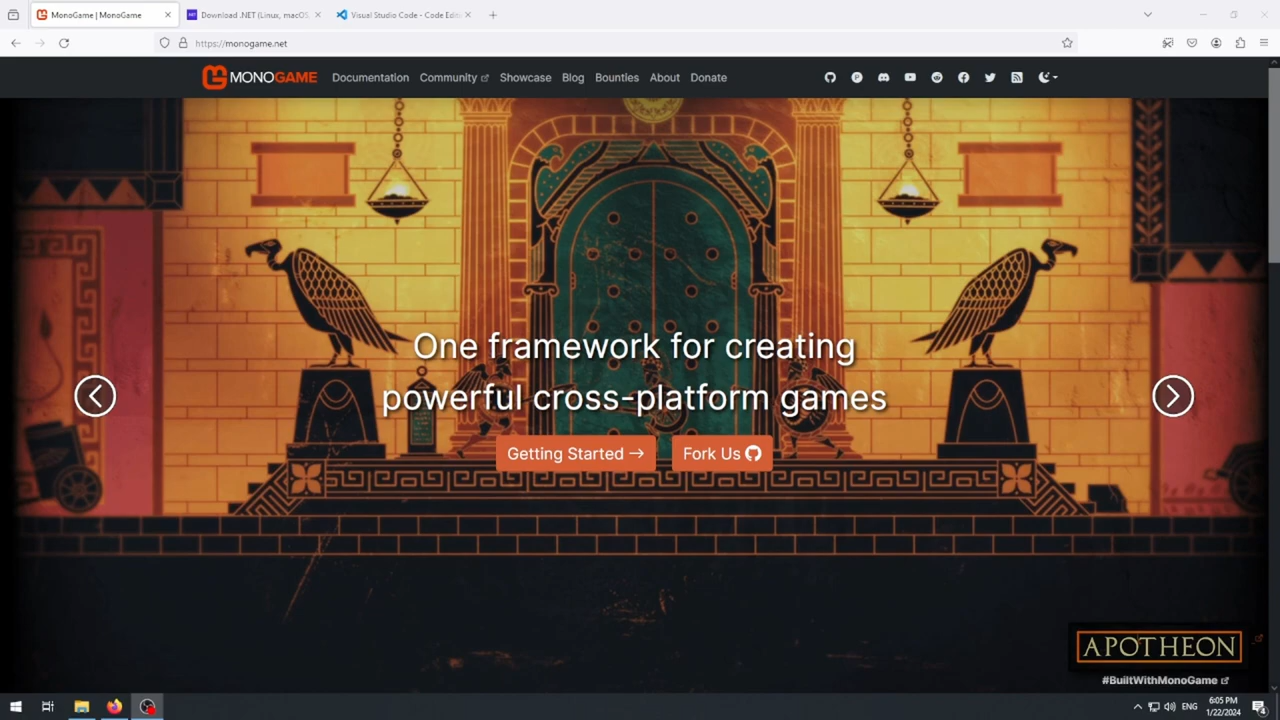 MonoGame | MonoGame
Download .NET (Linux, macOS,
Visual Studio Code - Code Edit
https://monogame.net
MONOGAME
Documentation
Community
Showcase
Blog
Bounties
About
Donate
One framework for creating
powerful cross-platform games
Getting Started →
Fork Us
APOTHEON
#BuiltWithMonoGame
ENG
6:05 PM
1/22/2024
4